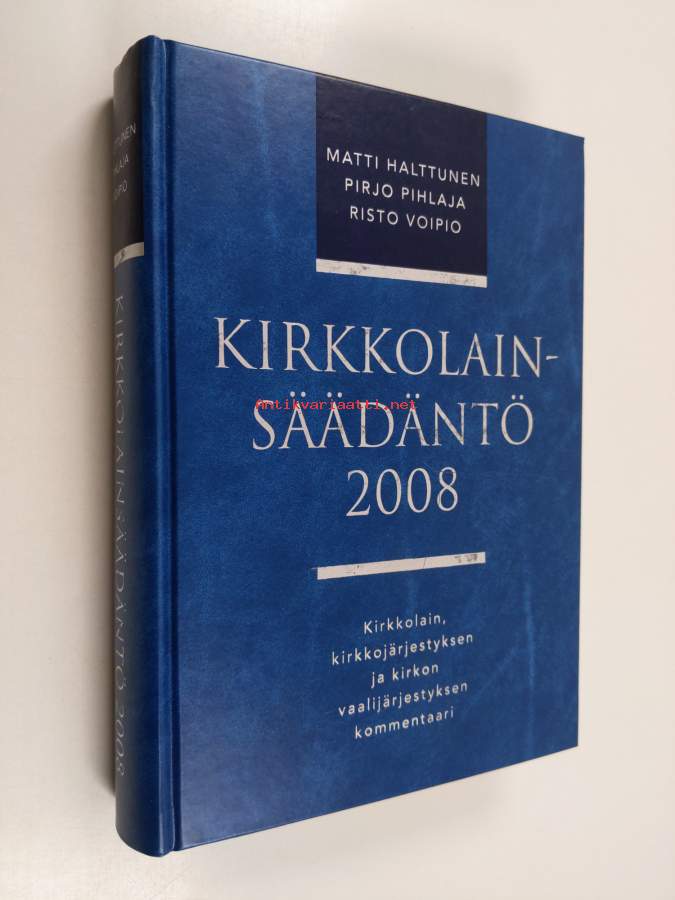 MATTI HALTTUNEN
PIRJO PIHLAJA
RISTO VOIPIO
KIRKKOLAIN-
SÄÄDÄNTÖ
2008
Antikvariaatti.net
Kirkkolain,
kirkkojärjestyksen
ja kirkon
vaalijärjestyksen
kommentaari
KIRKKOLAINSÄÄDÄNTÖ 2008